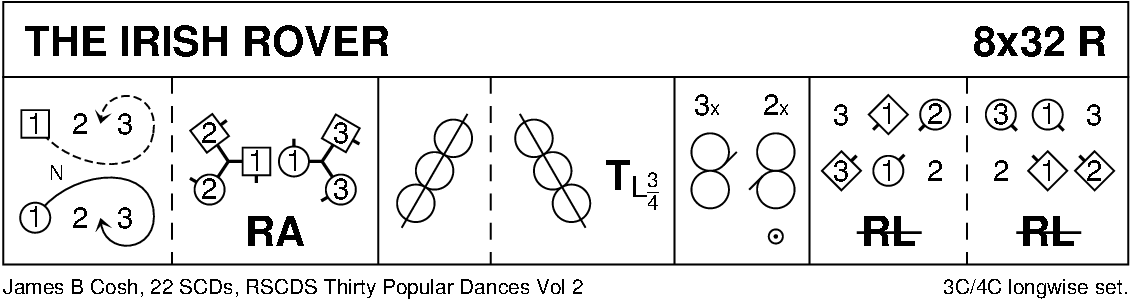 THE IRISH ROVER 8x32 R
1 2 3
N
1 2 3
2 1 2
RA
1 3 3
T L 3/4
3x 2x
3 1 2
3 1 2
RL
3 1 3
2 1 2
RL
James B Cosh, 22 SCDs, RSCDS Thirty Popular Dances Vol 2
3C/4C longwise set.